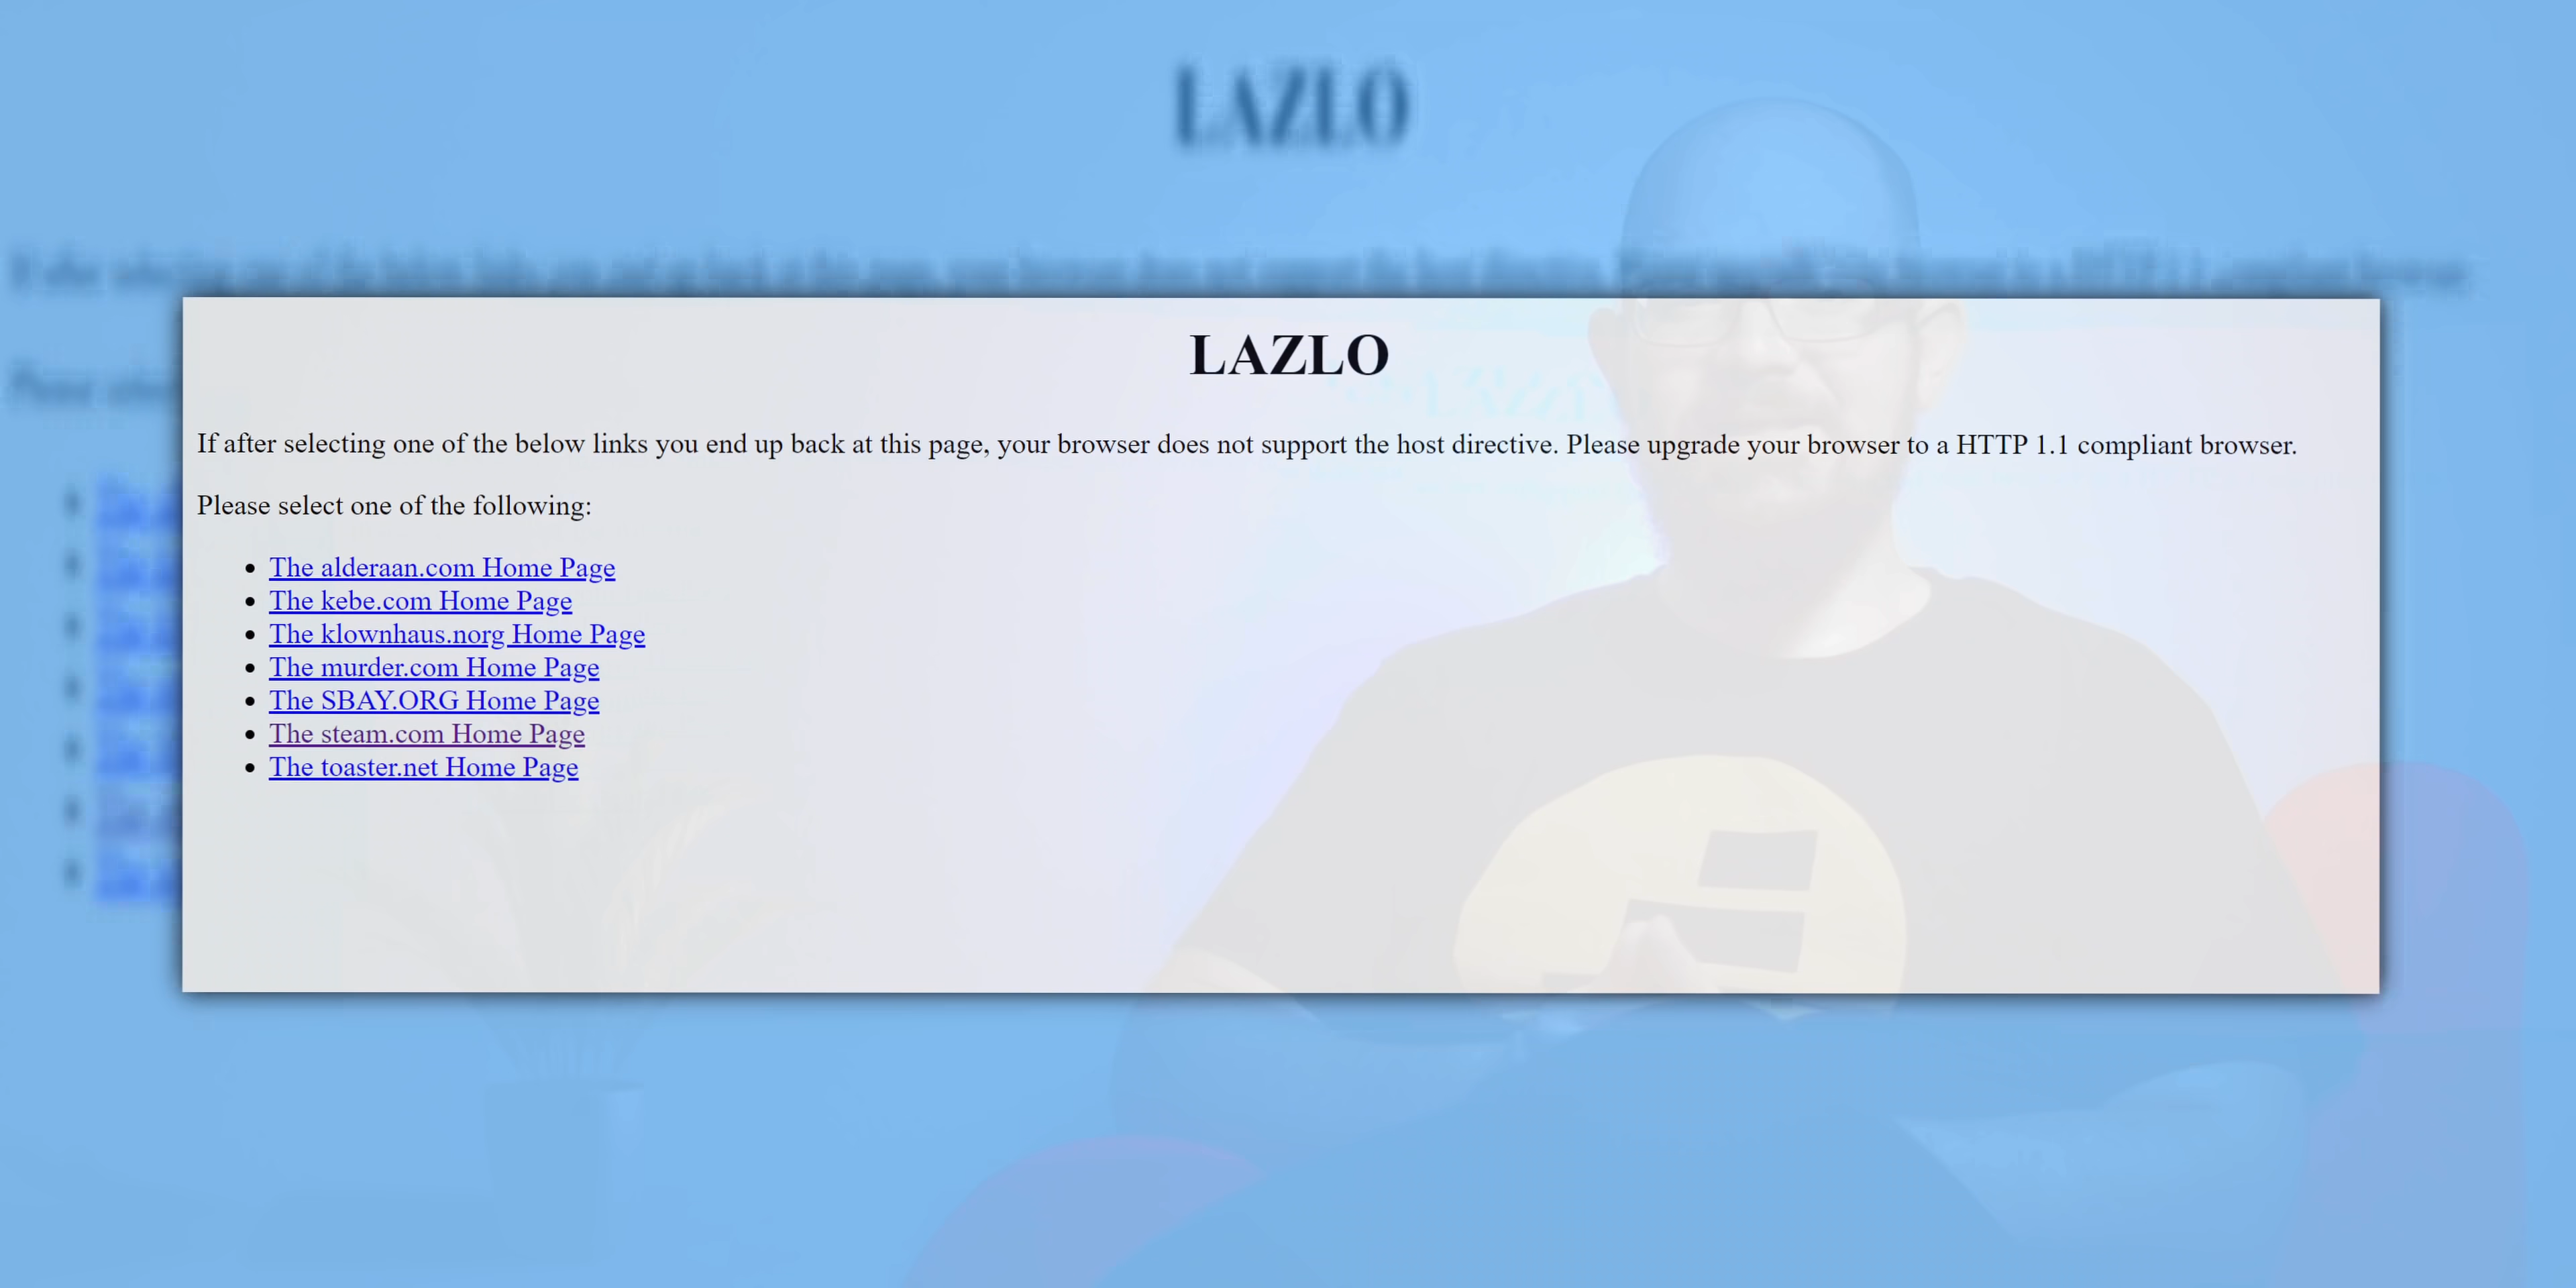 LAZLO
LAZLO
If after selecting one of the below links you end up back at this page, your browser does not support the host directive. Please upgrade your browser to a HTTP 1.1 compliant browser.
Please select one of the following:
The alderaan.com Home Page
The kebe.com Home Page
The klownhaus.norg Home Page
The murder.com Home Page
The SBAY.ORG Home Page
The steam.com Home Page
The toaster.net Home Page